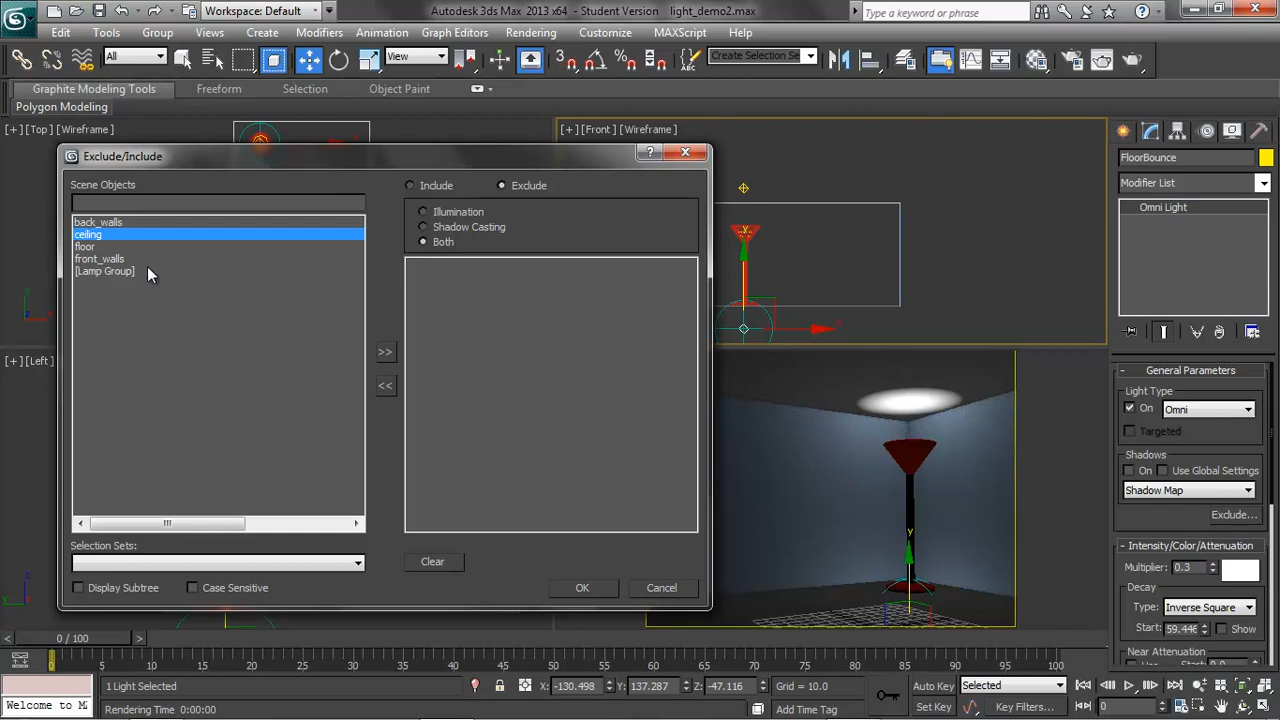 Workspace: Default
Autodesk 3ds Max 2013 x64 - Student Version    light_demo2.max
Type a keyword or phrase
Edit Tools Group Views Create Modifiers Animation Graph Editors Rendering Customize MAXScript Help
All
View
Create Selection Se
Graphite Modeling Tools Freeform Selection Object Paint
Polygon Modeling
[+] [Top] [Wireframe]
[+] [Front] [Wireframe]
Exclude/Include
Scene Objects
Include
Exclude
back_walls
ceiling
floor
front_walls
[Lamp Group]
Illumination
Shadow Casting
Both
>>
<<
Selection Sets:
Clear
Display Subtree
Case Sensitive
OK
Cancel
[+] [Left]
y
x
y
FloorBounce
Modifier List
Omni Light
General Parameters
Light Type
On
Omni
Targeted
Shadows
On
Use Global Settings
Shadow Map
Exclude...
Intensity/Color/Attenuation
Multiplier: 0.3
Decay
Type: Inverse Square
Start: 59.446
Show
Near Attenuation
0 / 100
0 5 10 15 20 25 30 35 40 45 50 55 60 65 70 75 80 85 90 95 100
1 Light Selected
X: -130.498
Y: 137.287
Z: -47.116
Grid = 10.0
Auto Key
Selected
Welcome to M
Rendering Time 0:00:00
Add Time Tag
Set Key
Key Filters...
0